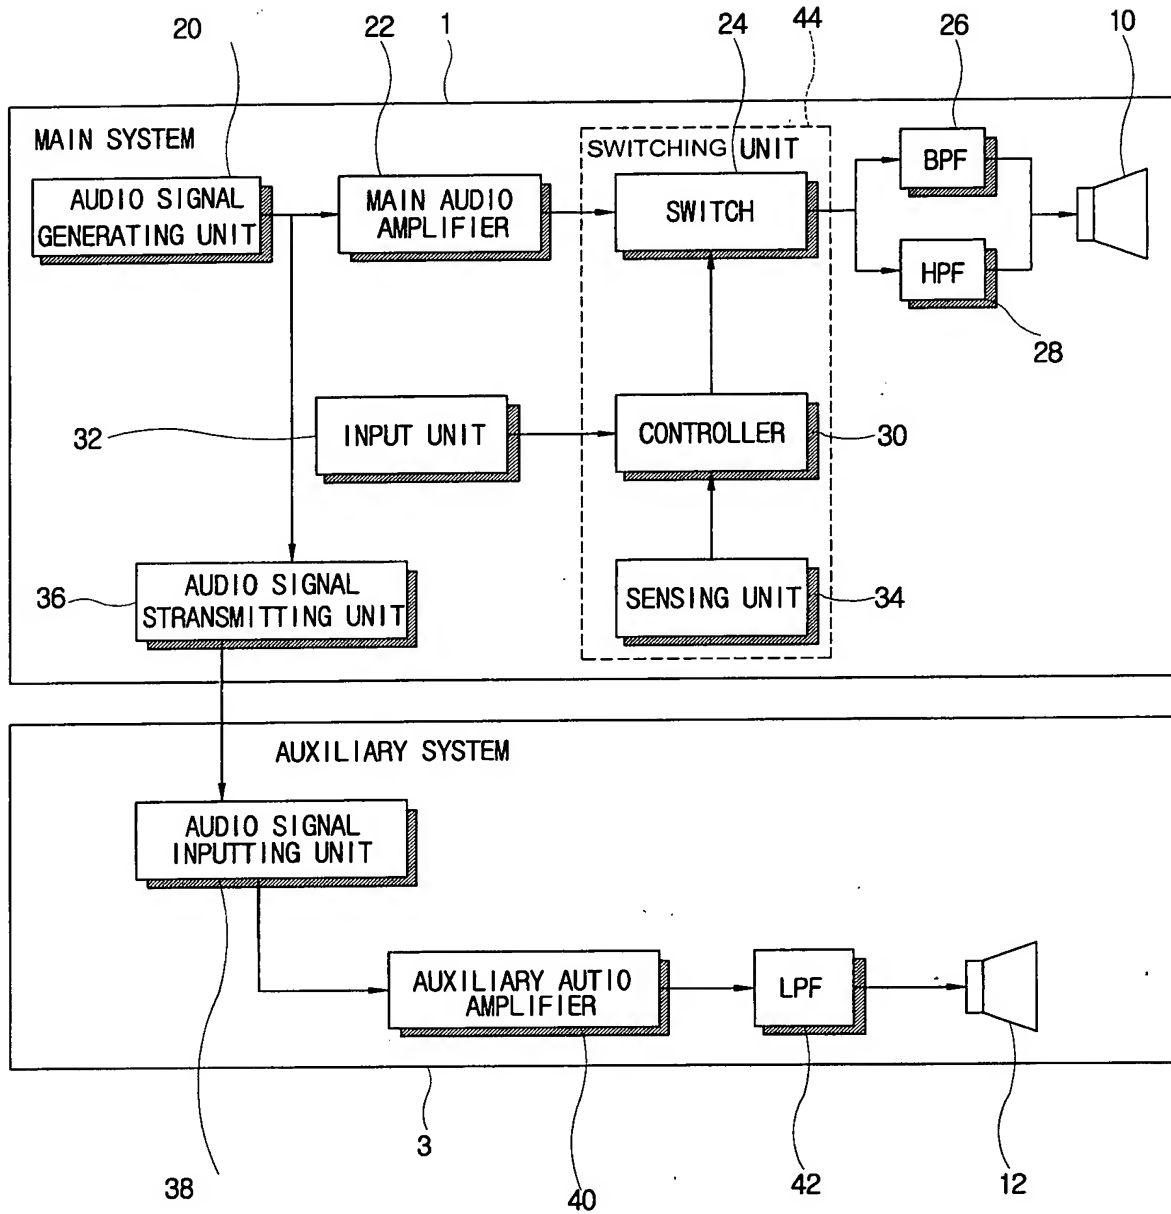 20
22
1
24
44
26
10
MAIN SYSTEM
SWITCHING UNIT
AUDIO SIGNAL
GENERATING UNIT
MAIN AUDIO
AMPLIFIER
SWITCH
BPF
HPF
28
32
INPUT UNIT
CONTROLLER
30
36
AUDIO SIGNAL
STRANSMITTING UNIT
SENSING UNIT
34
AUXILIARY SYSTEM
AUDIO SIGNAL
INPUTTING UNIT
AUXILIARY AUTIO
AMPLIFIER
LPF
3
38
40
42
12